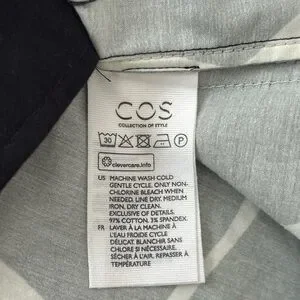 COS
COLLECTION OF STYLE
30
P
clevercare.info
US MACHINE WASH COLD
GENTLE CYCLE. ONLY NON-
CHLORINE BLEACH WHEN
NEEDED. LINE DRY. MEDIUM
IRON, DRY CLEAN.
EXCLUSIVE OF DETAILS.
97% COTTON. 3% SPANDEX.
FR LAVER À LA MACHINE À
L'EAU FROIDE CYCLE
DÉLICAT. BLANCHIR SANS
CHLORE SI NÉCESSAIRE.
SÉCHER À L'AIR. REPASSER À
TEMPÉRATURE